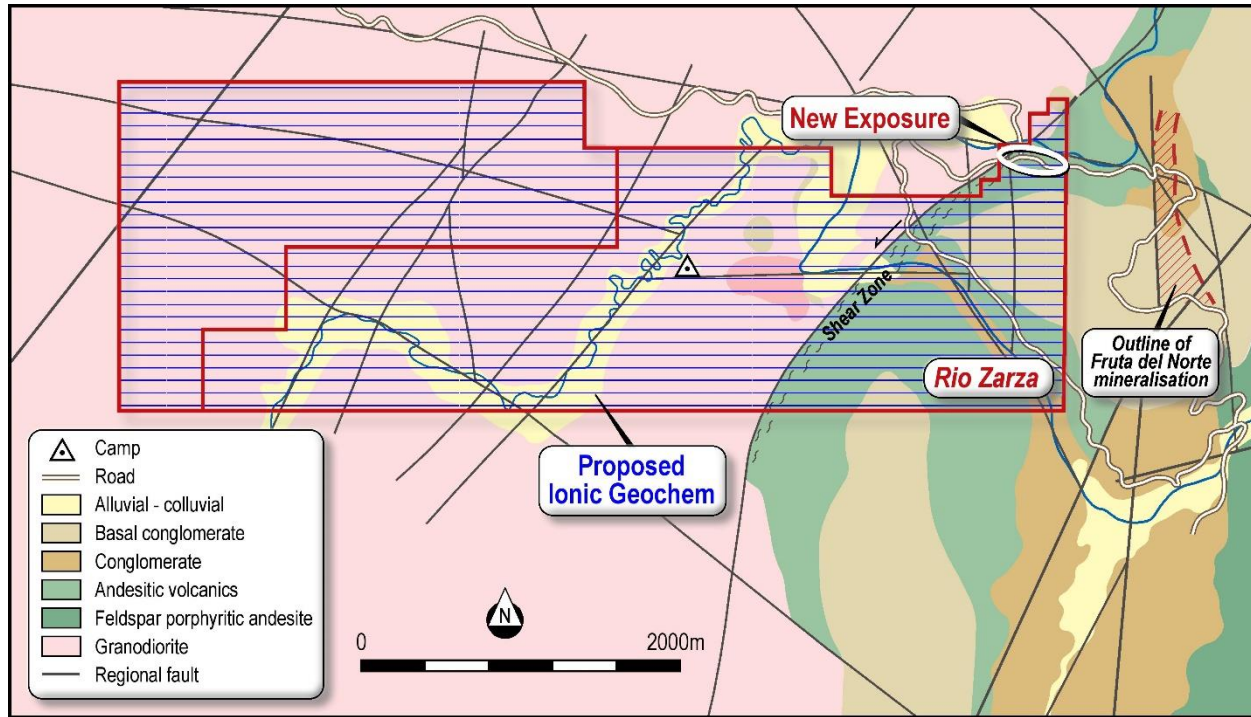 New Exposure
Shear Zone
Rio Zarza
Outline of
Fruta del Norte
mineralisation
Proposed
Ionic Geochem
Camp
Road
Alluvial - colluvial
Basal conglomerate
Conglomerate
Andesitic volcanics
Feldspar porphyritic andesite
Granodiorite
Regional fault
N
0
2000m